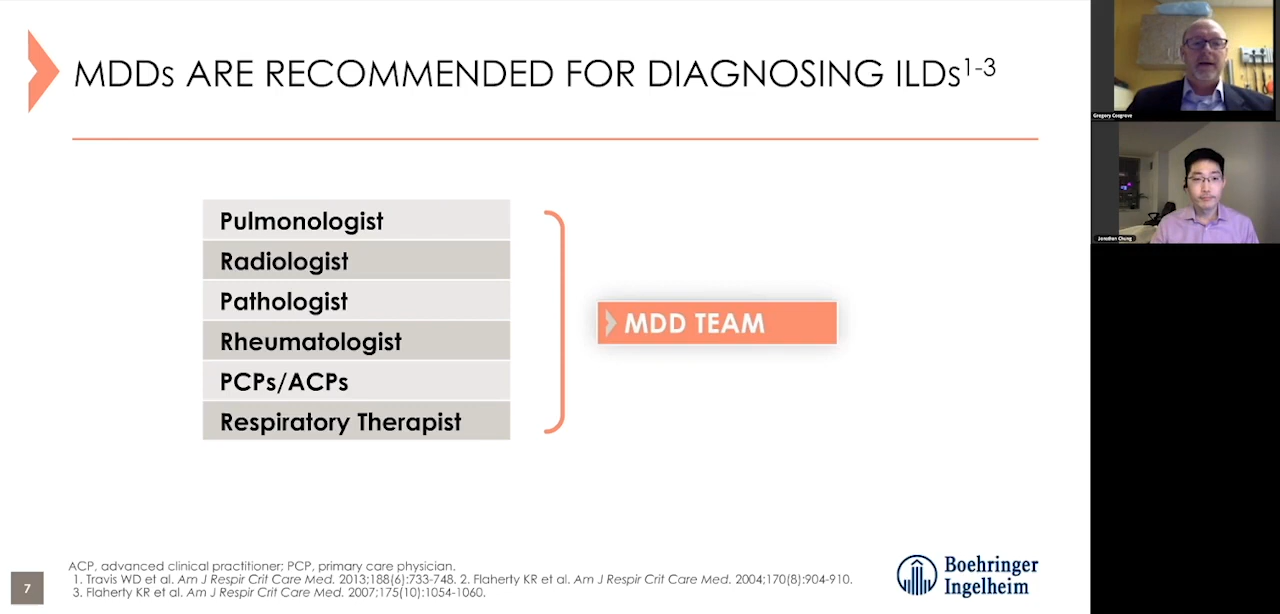 MDDs ARE RECOMMENDED FOR DIAGNOSING ILDs1-3
Pulmonologist
Radiologist
Pathologist
Rheumatologist
PCPs/ACPs
Respiratory Therapist
MDD TEAM
ACP, advanced clinical practitioner; PCP, primary care physician.
1. Travis WD et al. Am J Respir Crit Care Med. 2013;188(6):733-748. 2. Flaherty KR et al. Am J Respir Crit Care Med. 2004;170(8):904-910.
3. Flaherty KR et al. Am J Respir Crit Care Med. 2007;175(10):1054-1060.
7
Boehringer
Ingelheim
Gregory Cosgrove
Jonathan Chung